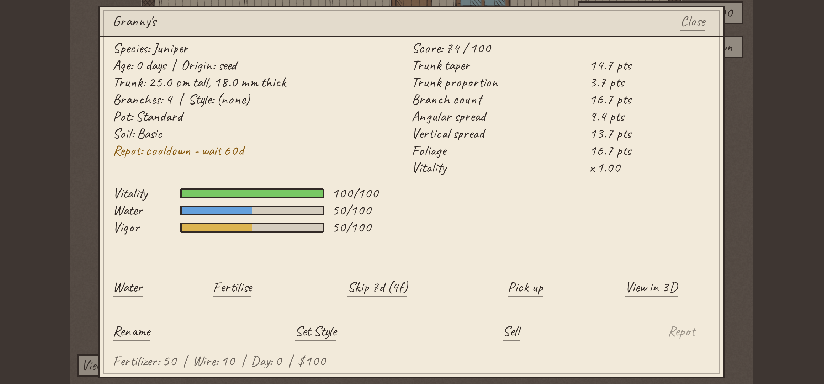 Granny's
Close
Species: Juniper
Age: 0 days | Origin: seed
Trunk: 25.0 cm tall, 18.0 mm thick
Branches: 4 | Style: (none)
Pot: Standard
Soil: Basic
Repot: cooldown - wait 60d
Score: 74 / 100
Trunk taper 14.7 pts
Trunk proportion 3.7 pts
Branch count 16.7 pts
Angular spread 9.4 pts
Vertical spread 13.7 pts
Foliage 16.7 pts
Vitality x 1.00
Vitality 100/100
Water 50/100
Vigor 50/100
Water Fertilise Skip 7d (4f) Pick up View in 3D
Rename Set Style Sell Repot
Fertilizer: 50 | Wire: 10 | Day: 0 | $100